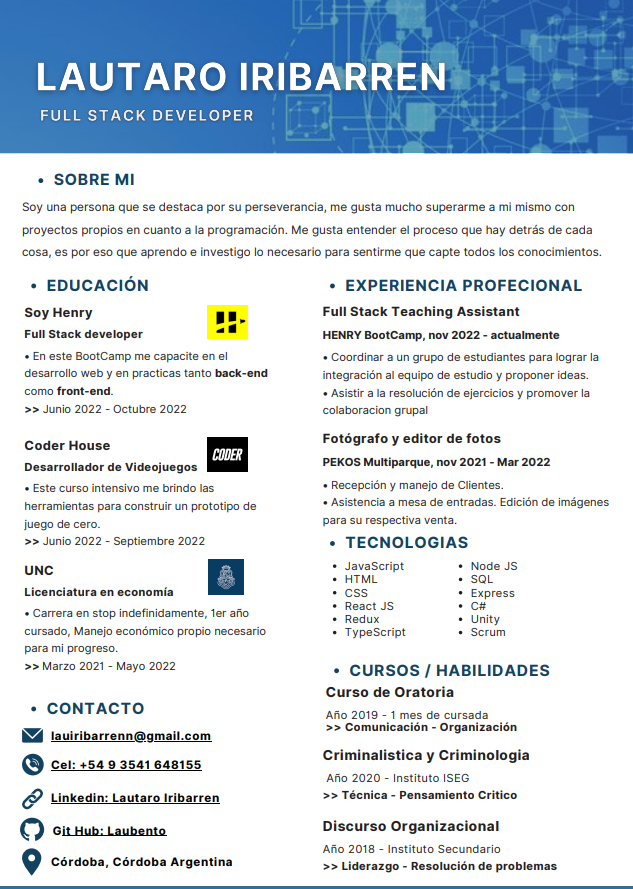 LAUTARO IRIBARREN
FULL STACK DEVELOPER
• SOBRE MI
Soy una persona que se destaca por su perseverancia, me gusta mucho superarme a mi mismo con
proyectos propios en cuanto a la programación. Me gusta entender el proceso que hay detrás de cada
cosa, es por eso que aprendo e investigo lo necesario para sentirme que capte todos los conocimientos.
• EDUCACIÓN
Soy Henry
Full Stack developer
• En este BootCamp me capacite en el
desarrollo web y en practicas tanto back-end
como front-end.
>> Junio 2022 - Octubre 2022
Coder House
CODER
Desarrollador de Videojuegos
• Este curso intensivo me brindo las
herramientas para construir un prototipo de
juego de cero.
>> Junio 2022 - Septiembre 2022
UNC
Licenciatura en economía
• Carrera en stop indefinidamente, 1er año
cursado, Manejo económico propio necesario
para mi progreso.
>> Marzo 2021 - Mayo 2022
• CONTACTO
lauiribarrenn@gmail.com
Cel: +54 9 3541 648155
Linkedin: Lautaro Iribarren
Git Hub: Laubento
Córdoba, Córdoba Argentina
• EXPERIENCIA PROFECIONAL
Full Stack Teaching Assistant
HENRY BootCamp, nov 2022 - actualmente
• Coordinar a un grupo de estudiantes para lograr la
integración al equipo de estudio y proponer ideas.
• Asistir a la resolución de ejercicios y promover la
colaboracion grupal
Fotógrafo y editor de fotos
PEKOS Multiparque, nov 2021 - Mar 2022
• Recepción y manejo de Clientes.
• Asistencia a mesa de entradas. Edición de imágenes
para su respectiva venta.
• TECNOLOGIAS
• JavaScript
• HTML
• CSS
• React JS
• Redux
• TypeScript
• Node JS
• SQL
• Express
• C#
• Unity
• Scrum
• CURSOS / HABILIDADES
Curso de Oratoria
Año 2019 - 1 mes de cursada
>> Comunicación - Organización
Criminalistica y Criminologia
Año 2020 - Instituto ISEG
>> Técnica - Pensamiento Critico
Discurso Organizacional
Año 2018 - Instituto Secundario
>> Liderazgo - Resolución de problemas